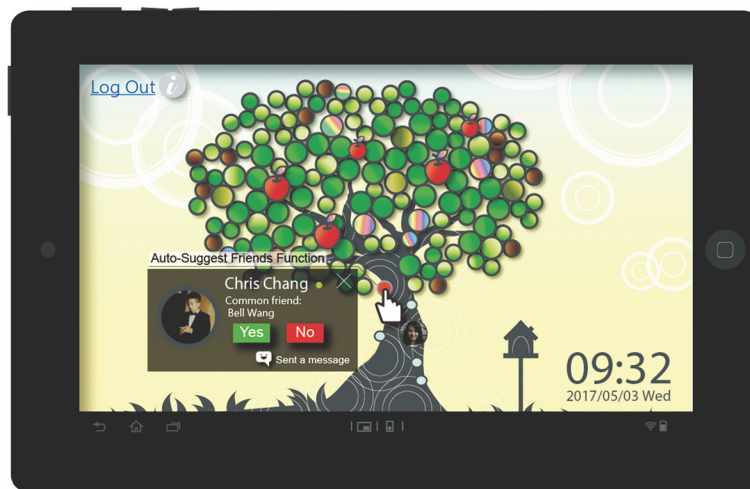 Log Out i
Auto-Suggest Friends Function
Chris Chang
Common friend:
Bell Wang
Yes No
Sent a message
09:32
2017/05/03 Wed